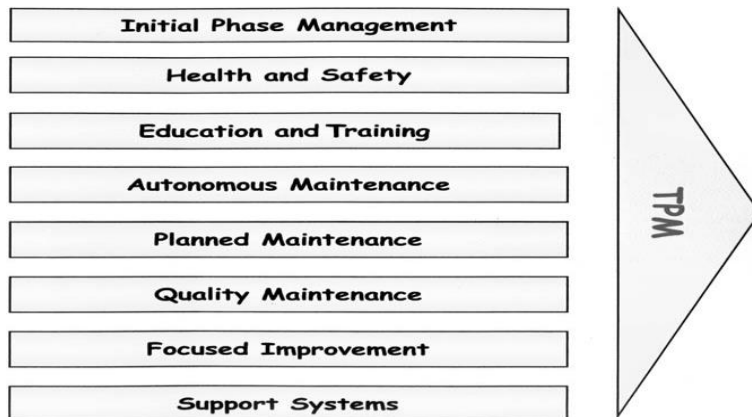 Initial Phase Management
Health and Safety
Education and Training
Autonomous Maintenance
Planned Maintenance
Quality Maintenance
Focused Improvement
Support Systems
TPM